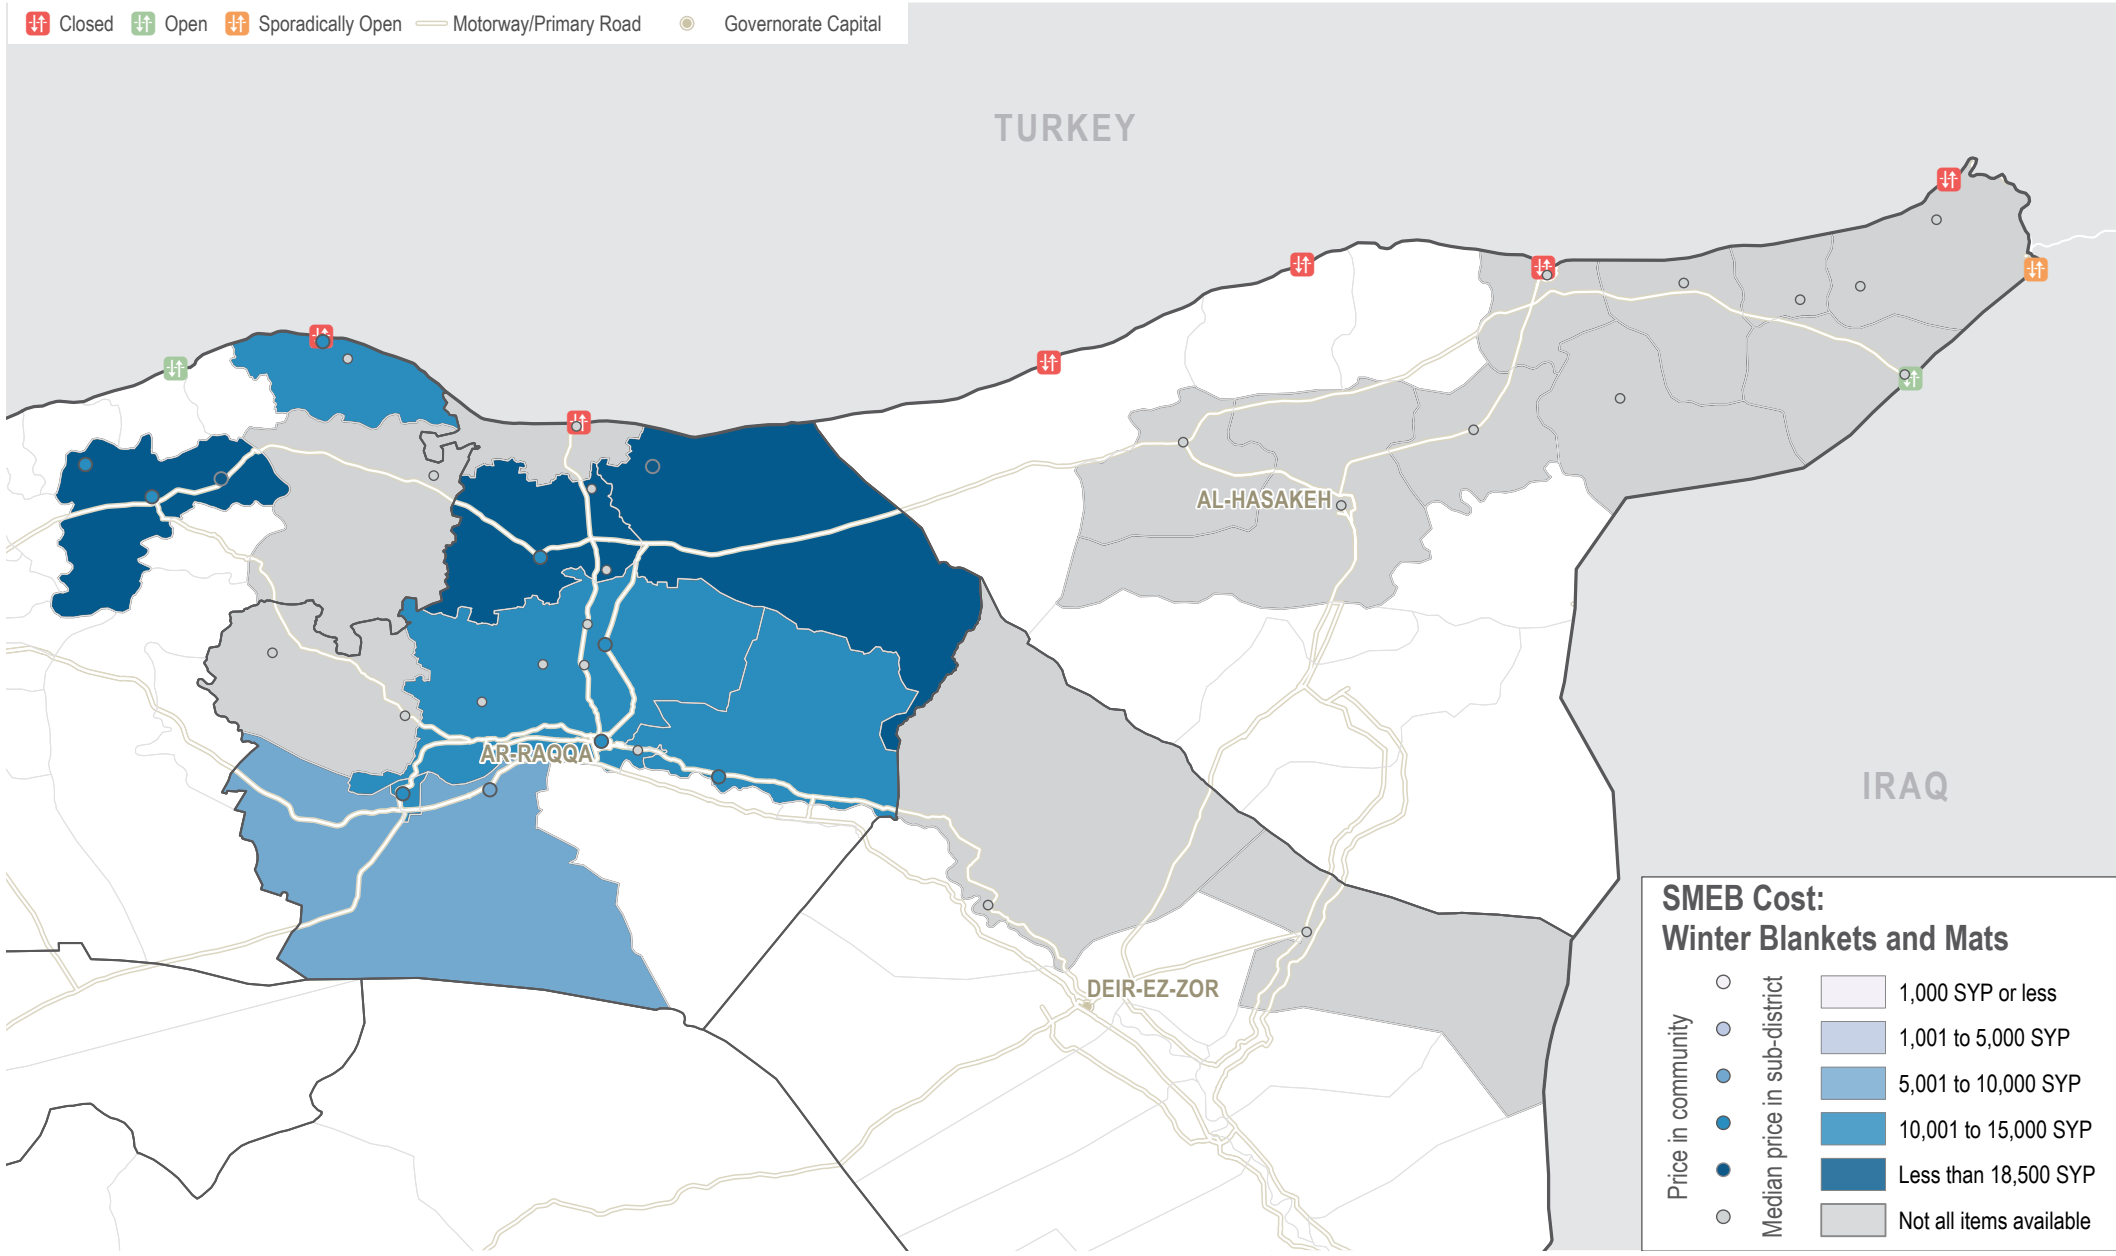 Closed
Open
Sporadically Open
Motorway/Primary Road
Governorate Capital
TURKEY
AL-HASAKEH
AR-RAQQA
IRAQ
DEIR-EZ-ZOR
SMEB Cost:
Winter Blankets and Mats
Price in community
Median price in sub-district
1,000 SYP or less
1,001 to 5,000 SYP
5,001 to 10,000 SYP
10,001 to 15,000 SYP
Less than 18,500 SYP
Not all items available